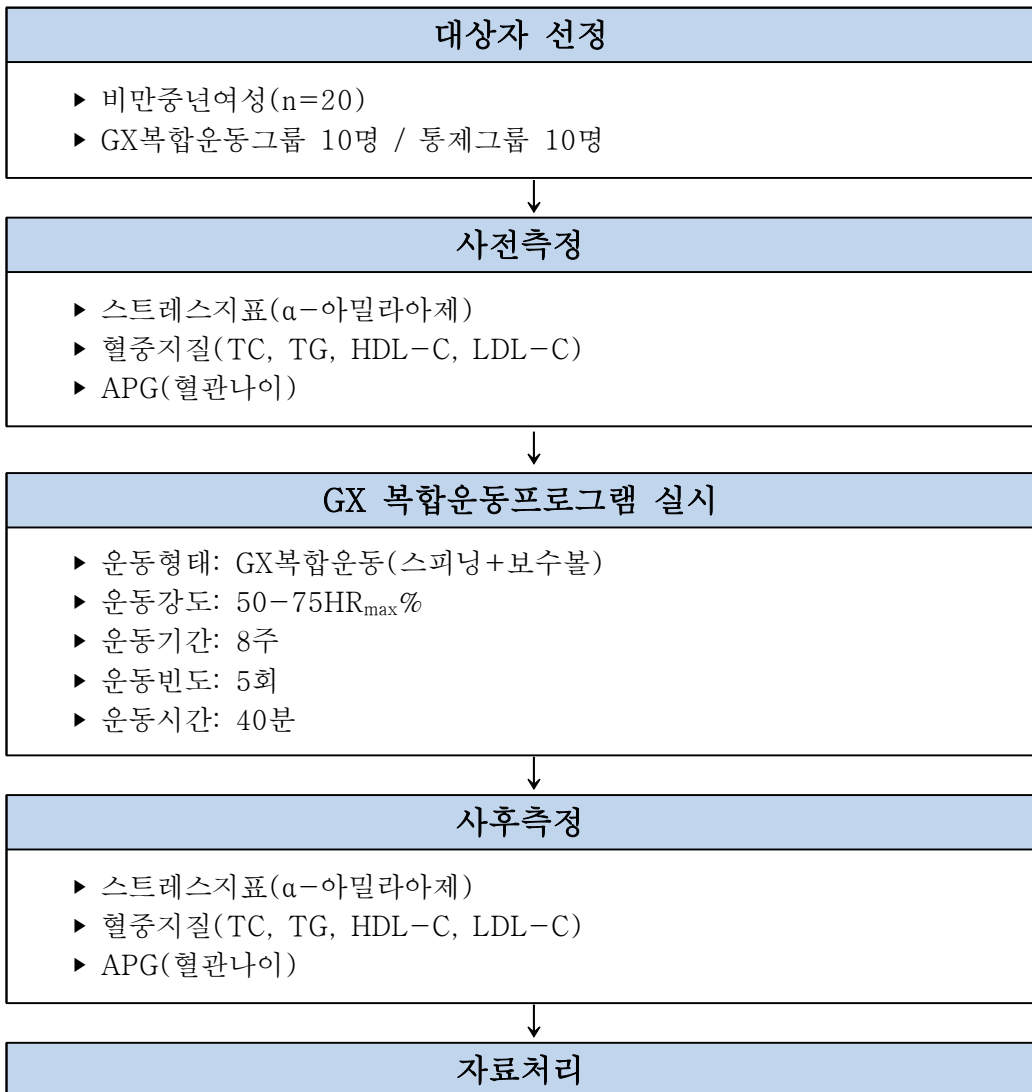 대상자 선정
▶ 비만중년여성(n=20)
▶ GX복합운동그룹 10명 / 통제그룹 10명
사전측정
▶ 스트레스지표(α-아밀라아제)
▶ 혈중지질(TC, TG, HDL-C, LDL-C)
▶ APG(혈관나이)
GX 복합운동프로그램 실시
▶ 운동형태: GX복합운동(스피닝+보수볼)
▶ 운동강도: 50-75HRmax%
▶ 운동기간: 8주
▶ 운동빈도: 5회
▶ 운동시간: 40분
사후측정
▶ 스트레스지표(α-아밀라아제)
▶ 혈중지질(TC, TG, HDL-C, LDL-C)
▶ APG(혈관나이)
자료처리